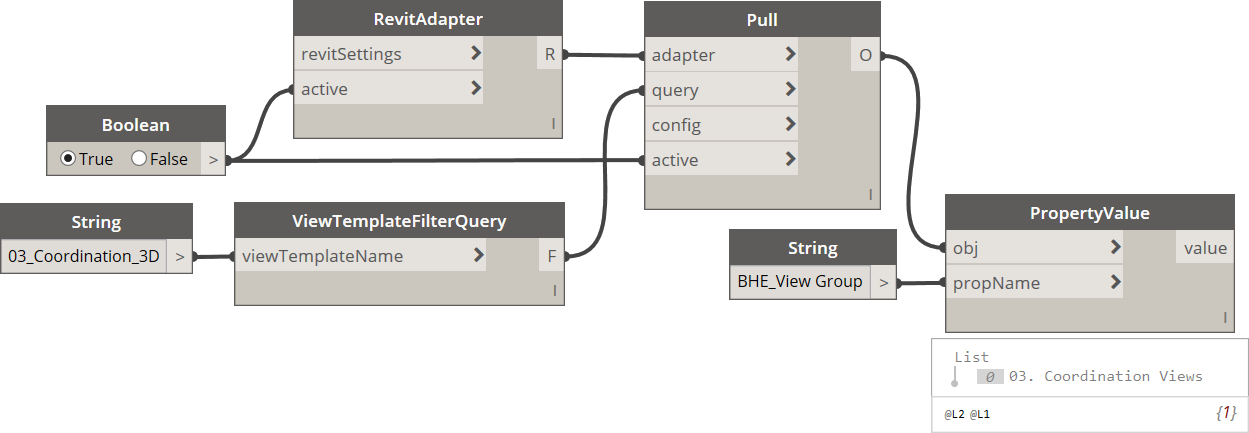 RevitAdapter
revitSettings >
R
active >
I
Boolean
True False >
String
03_Coordination_3D >
ViewTemplateFilterQuery
viewTemplateName >
F
I
Pull
adapter >
O
query >
config >
active >
I
String
BHE_View Group >
PropertyValue
obj >
value
propName >
I
List
0 03. Coordination Views
@L2 @L1
{1}